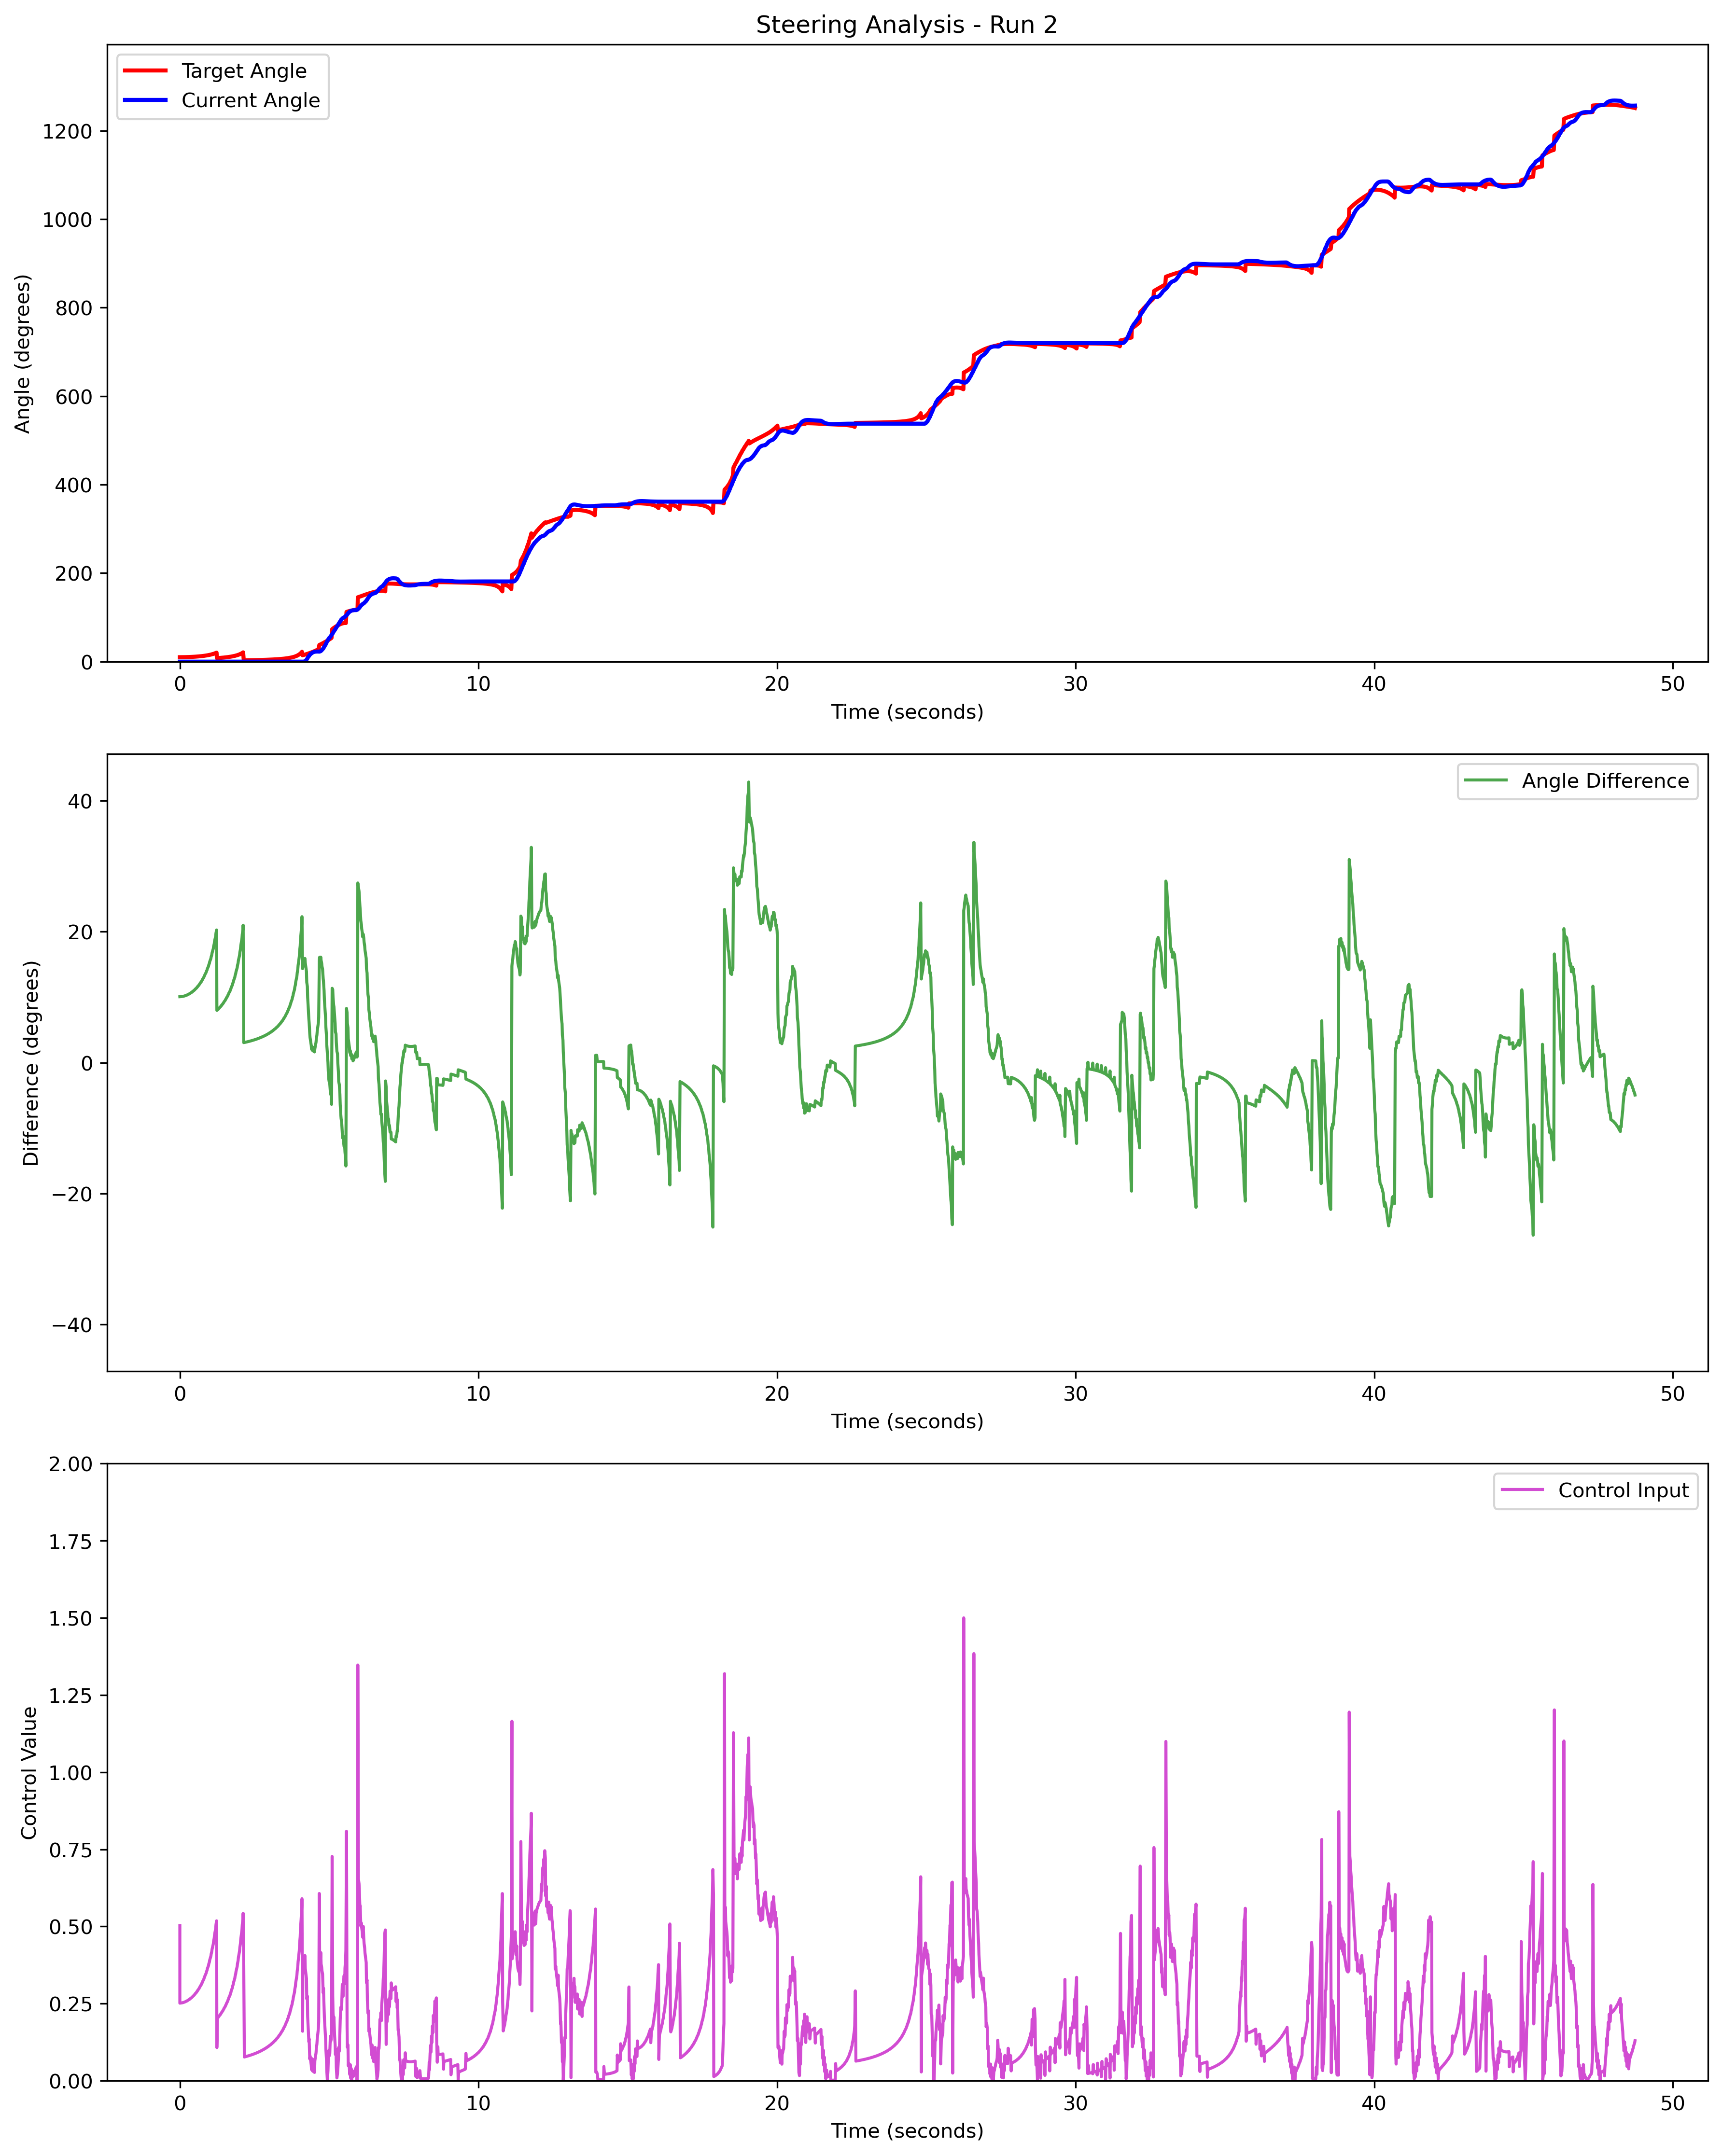 Steering Analysis - Run 2
Target Angle
Current Angle
Angle (degrees)
1200
1000
800
600
400
200
0
0 10 20 30 40 50
Time (seconds)
Angle Difference
Difference (degrees)
40
20
0
−20
−40
0 10 20 30 40 50
Time (seconds)
Control Input
Control Value
2.00
1.75
1.50
1.25
1.00
0.75
0.50
0.25
0.00
0 10 20 30 40 50
Time (seconds)